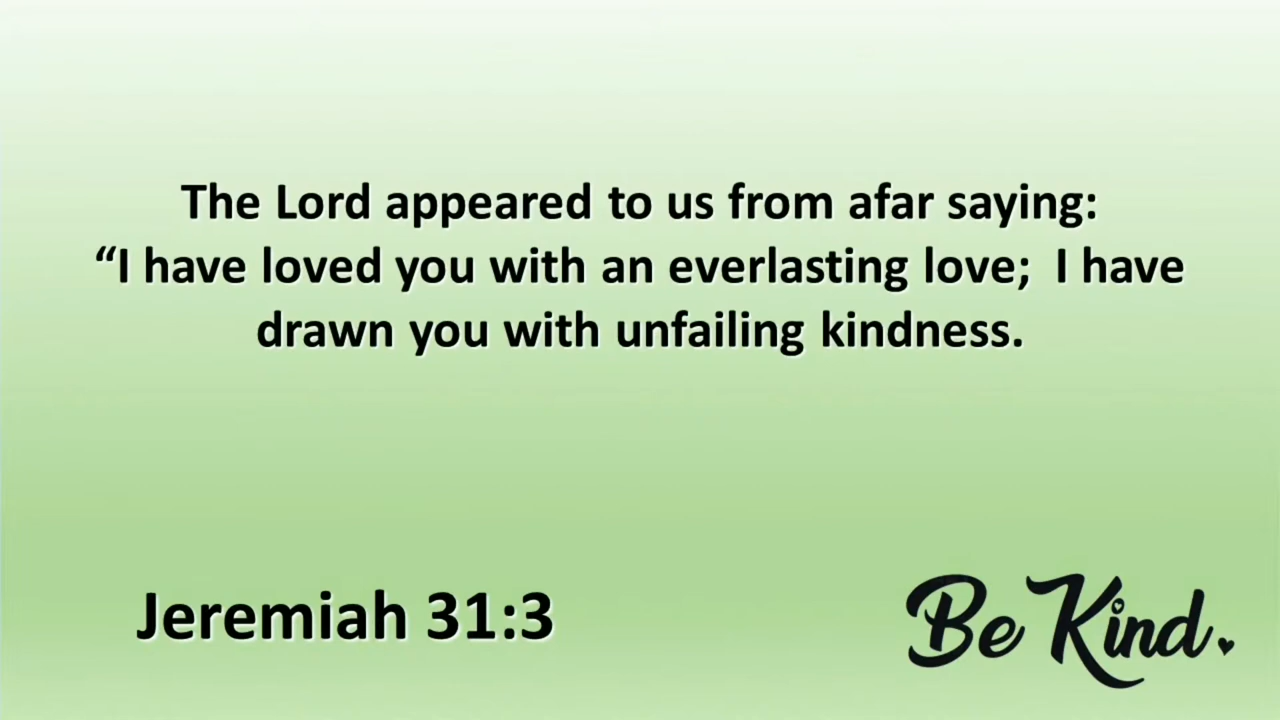 The Lord appeared to us from afar saying:
“I have loved you with an everlasting love;  I have
drawn you with unfailing kindness.
Jeremiah 31:3
Be Kind.